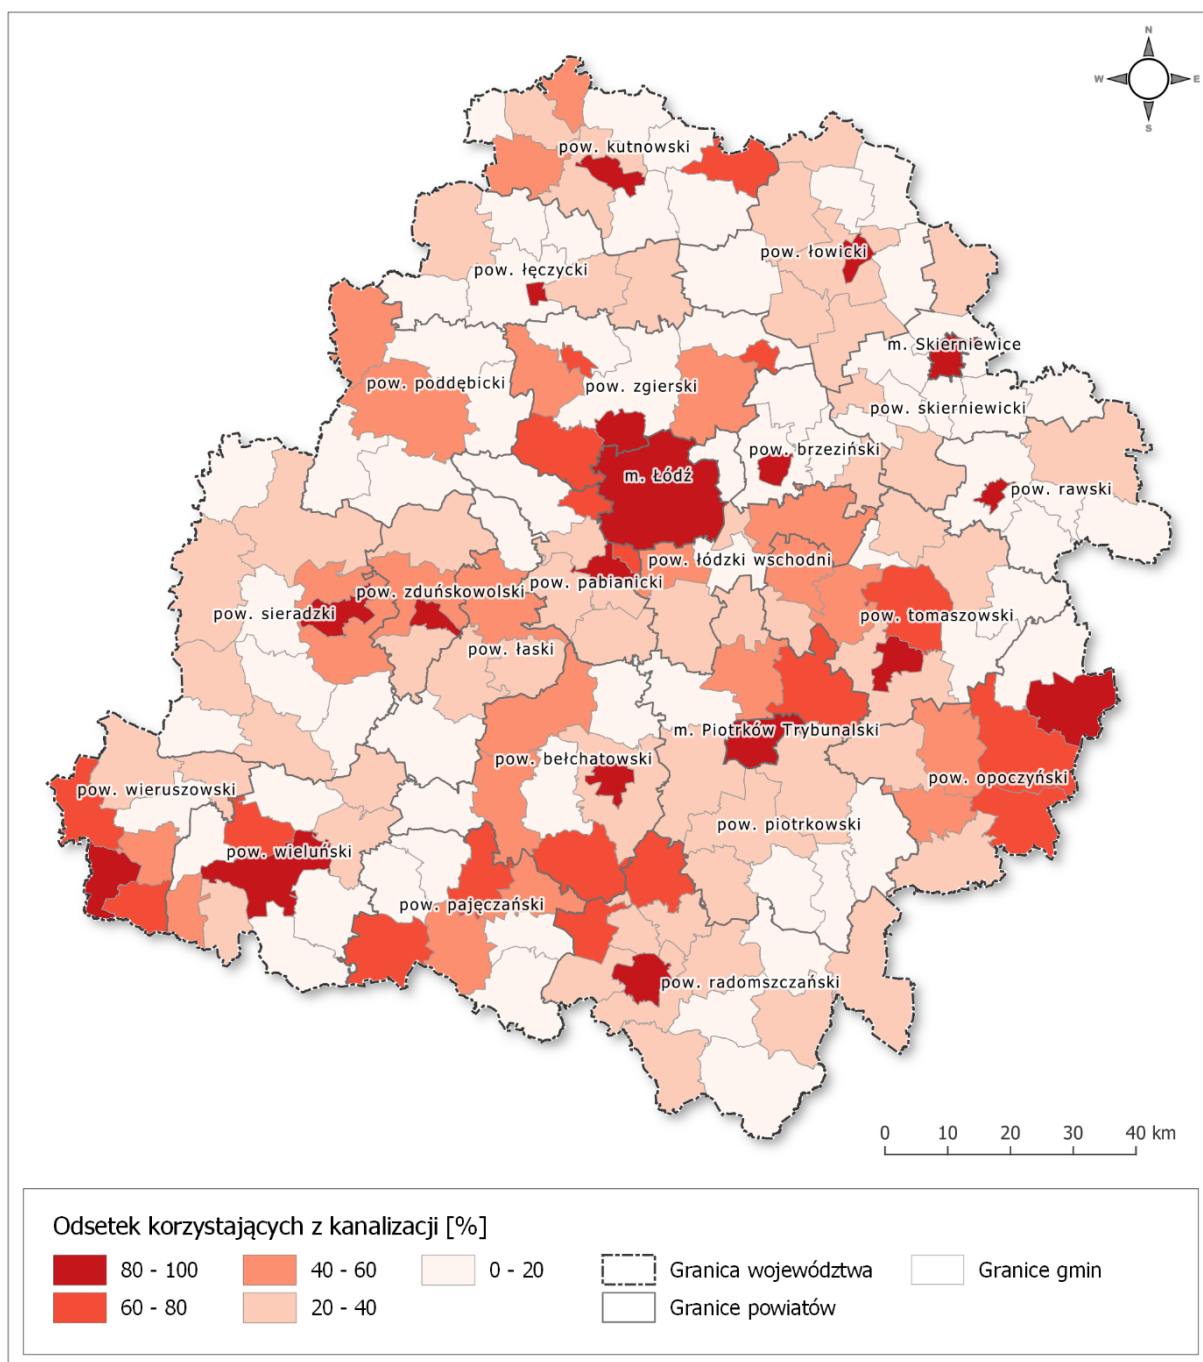 N
W E
S
pow. kutnowski
pow. łowicki
pow. łęczycki
m. Skierniewice
pow. poddębicki
pow. zgierski
pow. skierniewicki
pow. brzeziński
m. Łódź
pow. rawski
pow. łódzki wschodni
pow. pabianicki
pow. zduńskowolski
pow. sieradzki
pow. tomaszowski
pow. łaski
m. Piotrków Trybunalski
pow. bełchatowski
pow. opoczyński
pow. wieruszowski
pow. piotrkowski
pow. wieluński
pow. pajęczański
pow. radomszczański
0 10 20 30 40 km
Odsetek korzystających z kanalizacji [%]
80 - 100 40 - 60 0 - 20 Granica województwa Granice gmin
60 - 80 20 - 40 Granice powiatów